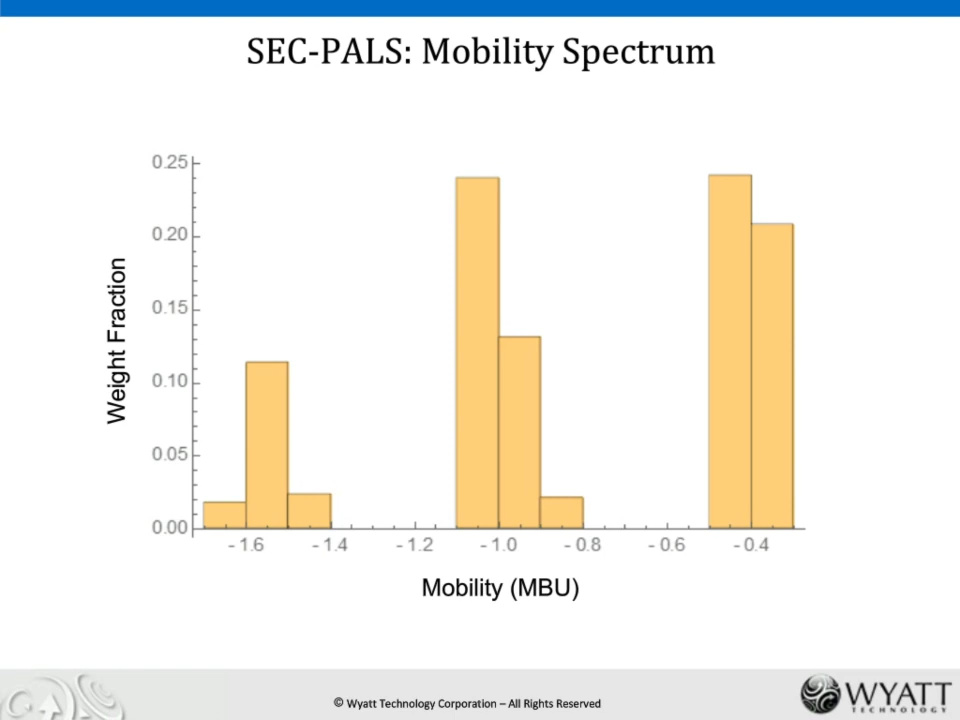 SEC-PALS: Mobility Spectrum
0.25
0.20
0.15
0.10
0.05
0.00
Weight Fraction
-1.6 -1.4 -1.2 -1.0 -0.8 -0.6 -0.4
Mobility (MBU)
© Wyatt Technology Corporation – All Rights Reserved
WYATT
TECHNOLOGY